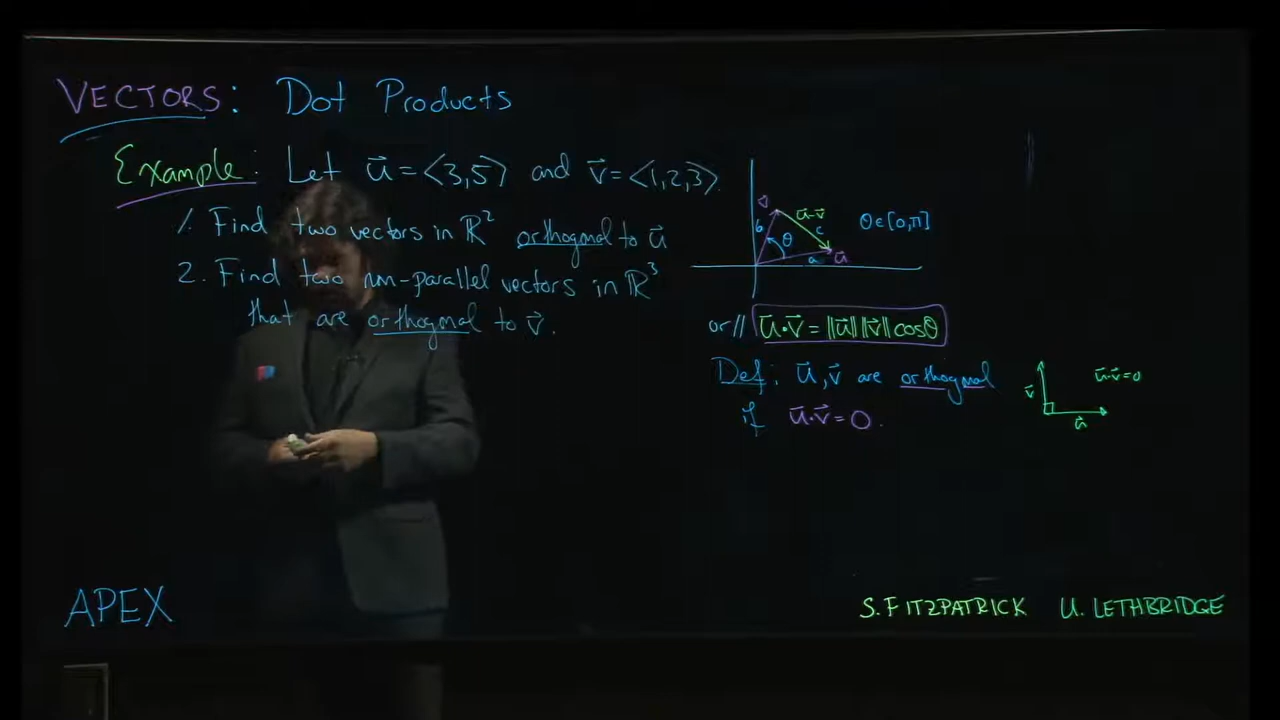 VECTORS: Dot Products
Example: Let u⃗ = <3,5> and v⃗ = <1,2,3>.
1. Find two vectors in ℝ² orthogonal to u⃗
2. Find two non-parallel vectors in ℝ³
that are orthogonal to v⃗.
v⃗ u⃗-v⃗ b c θ a u⃗
θ∈[0,π]
or // u⃗·v⃗ = ||u⃗|| ||v⃗|| cosθ
Def: u⃗,v⃗ are orthogonal
if u⃗·v⃗ = 0.
v⃗ u⃗ u⃗·v⃗=0
APEX
S. FITZPATRICK U. LETHBRIDGE